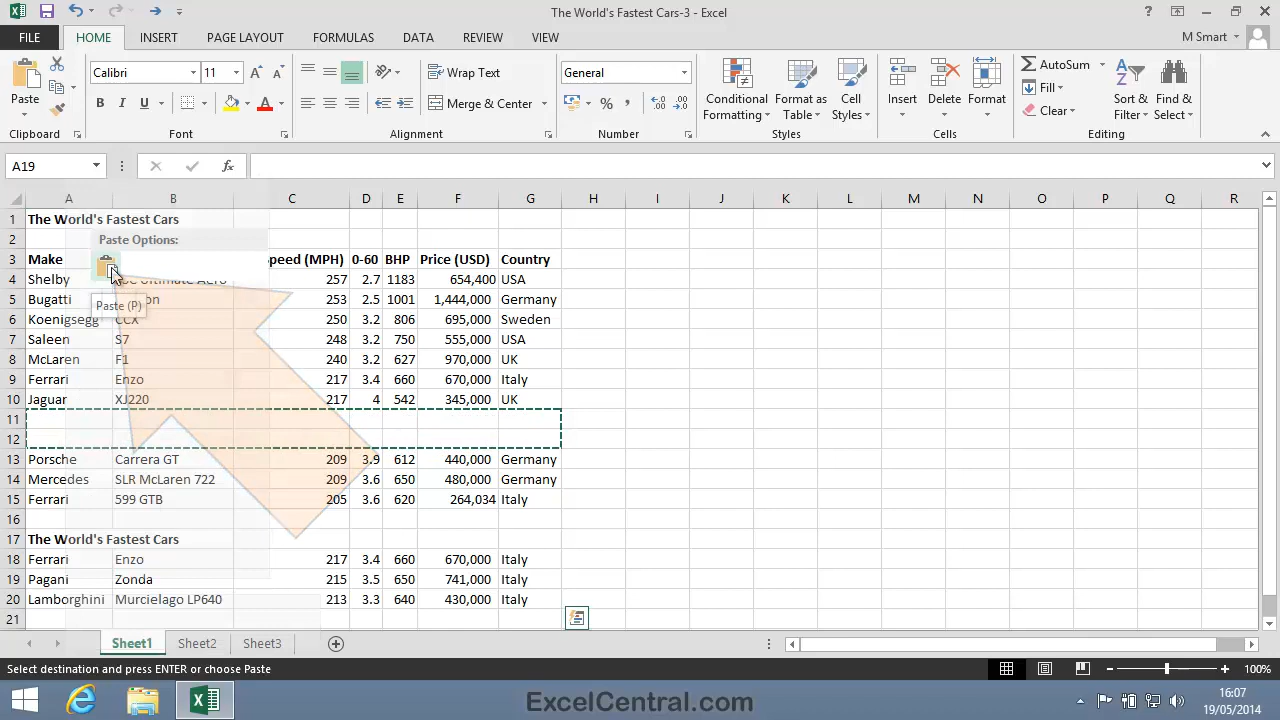 The World's Fastest Cars-3 - Excel
FILE HOME INSERT PAGE LAYOUT FORMULAS DATA REVIEW VIEW M Smart
Calibri 11 Wrap Text General AutoSum
Paste B I U Merge & Center % Conditional Formatting Format as Table Cell Styles Insert Delete Format Fill Clear Sort & Filter Find & Select
Clipboard Font Alignment Number Styles Cells Editing
A19 fx
A B C D E F G H I J K L M N O P Q R
1 The World's Fastest Cars
2 Paste Options:
3 Make peed (MPH) 0-60 BHP Price (USD) Country
4 Shelby 257 2.7 1183 654,400 USA
5 Bugatti 253 2.5 1001 1,444,000 Germany
Paste (P)
6 Koenigsegg CCX 250 3.2 806 695,000 Sweden
7 Saleen S7 248 3.2 750 555,000 USA
8 McLaren F1 240 3.2 627 970,000 UK
9 Ferrari Enzo 217 3.4 660 670,000 Italy
10 Jaguar XJ220 217 4 542 345,000 UK
11
12
13 Porsche Carrera GT 209 3.9 612 440,000 Germany
14 Mercedes SLR McLaren 722 209 3.6 650 480,000 Germany
15 Ferrari 599 GTB 205 3.6 620 264,034 Italy
16
17 The World's Fastest Cars
18 Ferrari Enzo 217 3.4 660 670,000 Italy
19 Pagani Zonda 215 3.5 650 741,000 Italy
20 Lamborghini Murcielago LP640 213 3.3 640 430,000 Italy
21
Sheet1 Sheet2 Sheet3
Select destination and press ENTER or choose Paste 100%
ExcelCentral.com
16:07
19/05/2014